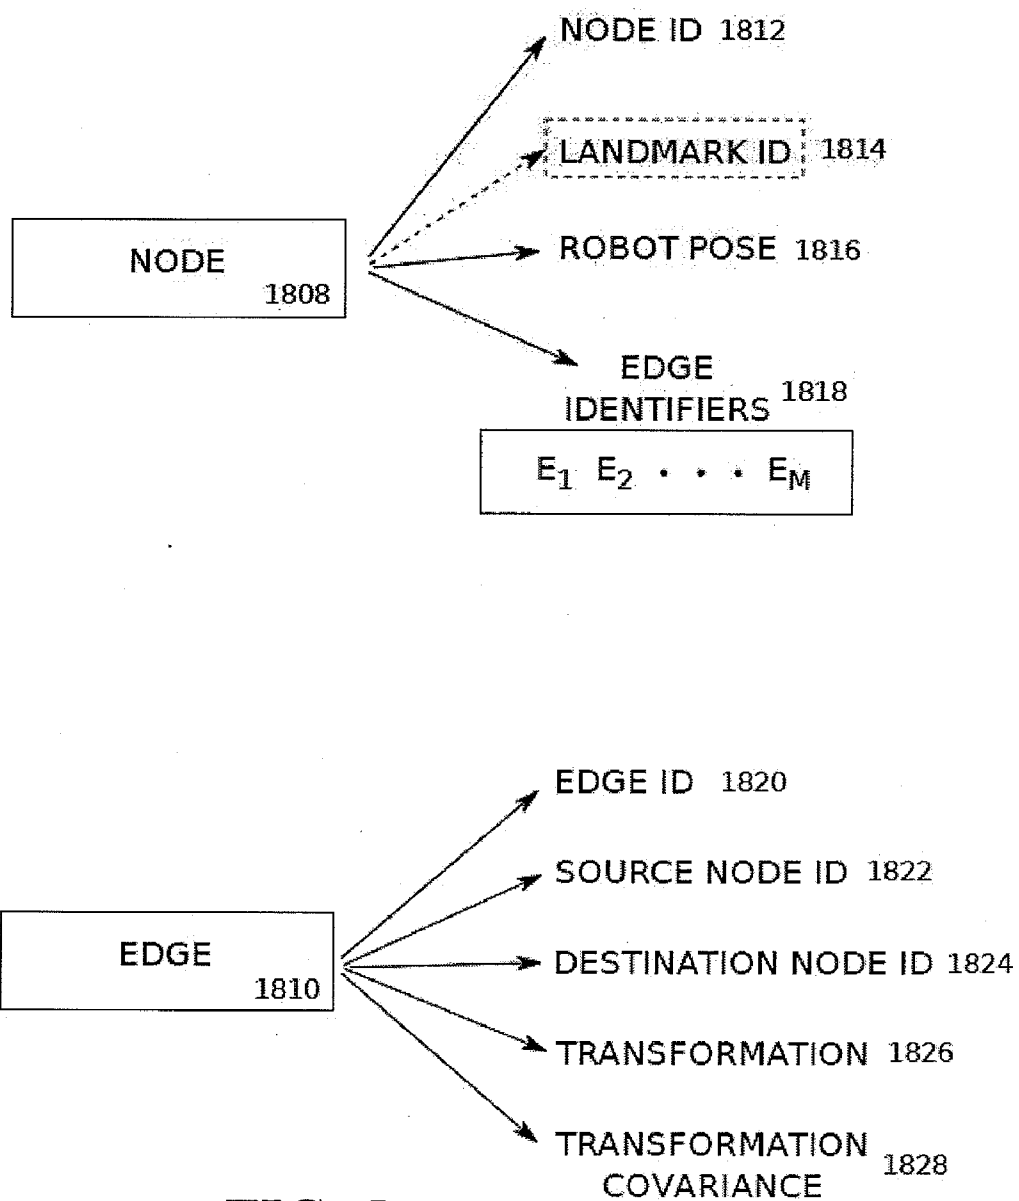 NODE ID 1812
LANDMARK ID 1814
NODE
1808
ROBOT POSE 1816
EDGE
IDENTIFIERS 1818
E1 E2 . . . EM
EDGE ID 1820
SOURCE NODE ID 1822
EDGE
1810
DESTINATION NODE ID 1824
TRANSFORMATION 1826
TRANSFORMATION
COVARIANCE 1828